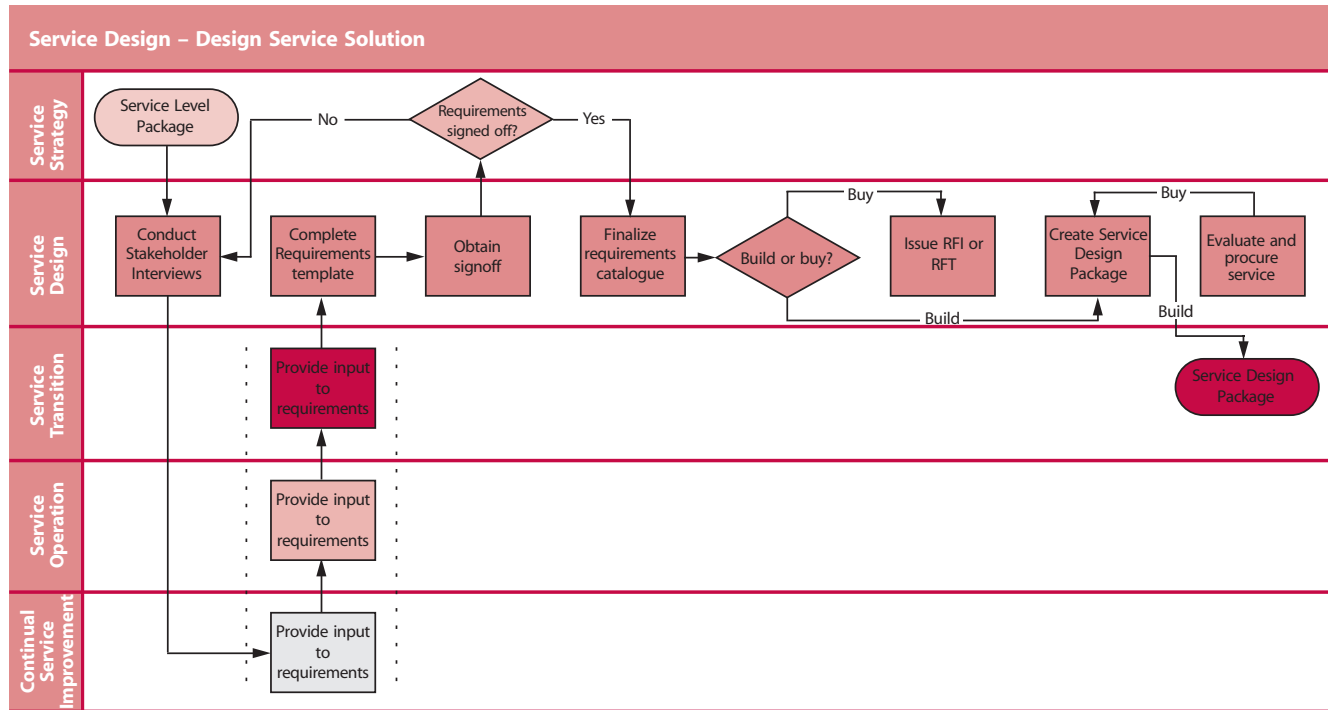 Service Design – Design Service Solution
Service
Strategy
Service Level
Package
No
Requirements
signed off?
Yes
Service
Design
Conduct
Stakeholder
Interviews
Complete
Requirements
template
Obtain
signoff
Finalize
requirements
catalogue
Build or buy?
Buy
Build
Issue RFI or
RFT
Create Service
Design
Package
Buy
Evaluate and
procure
service
Build
Service
Transition
Provide input
to
requirements
Service Design
Package
Service
Operation
Provide input
to
requirements
Continual
Service
Improvement
Provide input
to
requirements